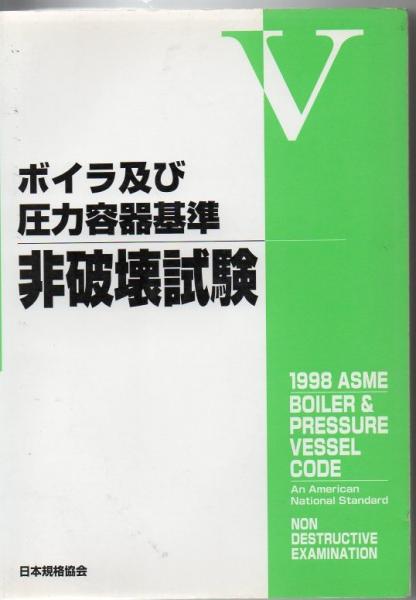 V
ボイラ及び
圧力容器基準
非破壊試験
1998 ASME
BOILER &
PRESSURE
VESSEL
CODE
An American
National Standard
NON
DESTRUCTIVE
EXAMINATION
日本規格協会